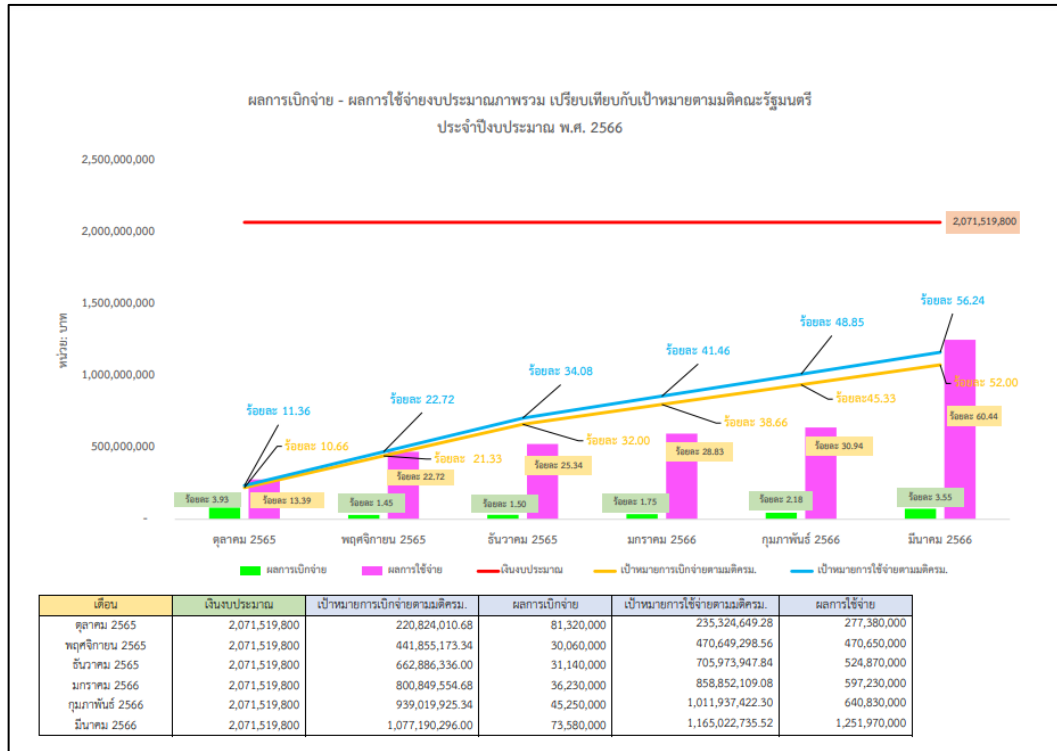 ผลการเบิกจ่าย - ผลการใช้จ่ายงบประมาณภาพรวม เปรียบเทียบกับเป้าหมายตามมติคณะรัฐมนตรี
ประจำปีงบประมาณ พ.ศ. 2566
หน่วย: บาท
2,500,000,000
2,000,000,000
1,500,000,000
1,000,000,000
500,000,000
-
2,071,519,800
ร้อยละ 11.36
ร้อยละ 22.72
ร้อยละ 34.08
ร้อยละ 41.46
ร้อยละ 48.85
ร้อยละ 56.24
ร้อยละ 10.66
ร้อยละ 21.33
ร้อยละ 32.00
ร้อยละ 38.66
ร้อยละ45.33
ร้อยละ 52.00
ร้อยละ 3.93
ร้อยละ 13.39
ร้อยละ 1.45
ร้อยละ 22.72
ร้อยละ 1.50
ร้อยละ 25.34
ร้อยละ 1.75
ร้อยละ 28.83
ร้อยละ 2.18
ร้อยละ 30.94
ร้อยละ 3.55
ร้อยละ 60.44
ตุลาคม 2565 พฤศจิกายน 2565 ธันวาคม 2565 มกราคม 2566 กุมภาพันธ์ 2566 มีนาคม 2566
ผลการเบิกจ่าย ผลการใช้จ่าย เงินงบประมาณ เป้าหมายการเบิกจ่ายตามมติครม. เป้าหมายการใช้จ่ายตามมติครม.
เดือน เงินงบประมาณ เป้าหมายการเบิกจ่ายตามมติครม. ผลการเบิกจ่าย เป้าหมายการใช้จ่ายตามมติครม. ผลการใช้จ่าย
ตุลาคม 2565 2,071,519,800 220,824,010.68 81,320,000 235,324,649.28 277,380,000
พฤศจิกายน 2565 2,071,519,800 441,855,173.34 30,060,000 470,649,298.56 470,650,000
ธันวาคม 2565 2,071,519,800 662,886,336.00 31,140,000 705,973,947.84 524,870,000
มกราคม 2566 2,071,519,800 800,849,554.68 36,230,000 858,852,109.08 597,230,000
กุมภาพันธ์ 2566 2,071,519,800 939,019,925.34 45,250,000 1,011,937,422.30 640,830,000
มีนาคม 2566 2,071,519,800 1,077,190,296.00 73,580,000 1,165,022,735.52 1,251,970,000